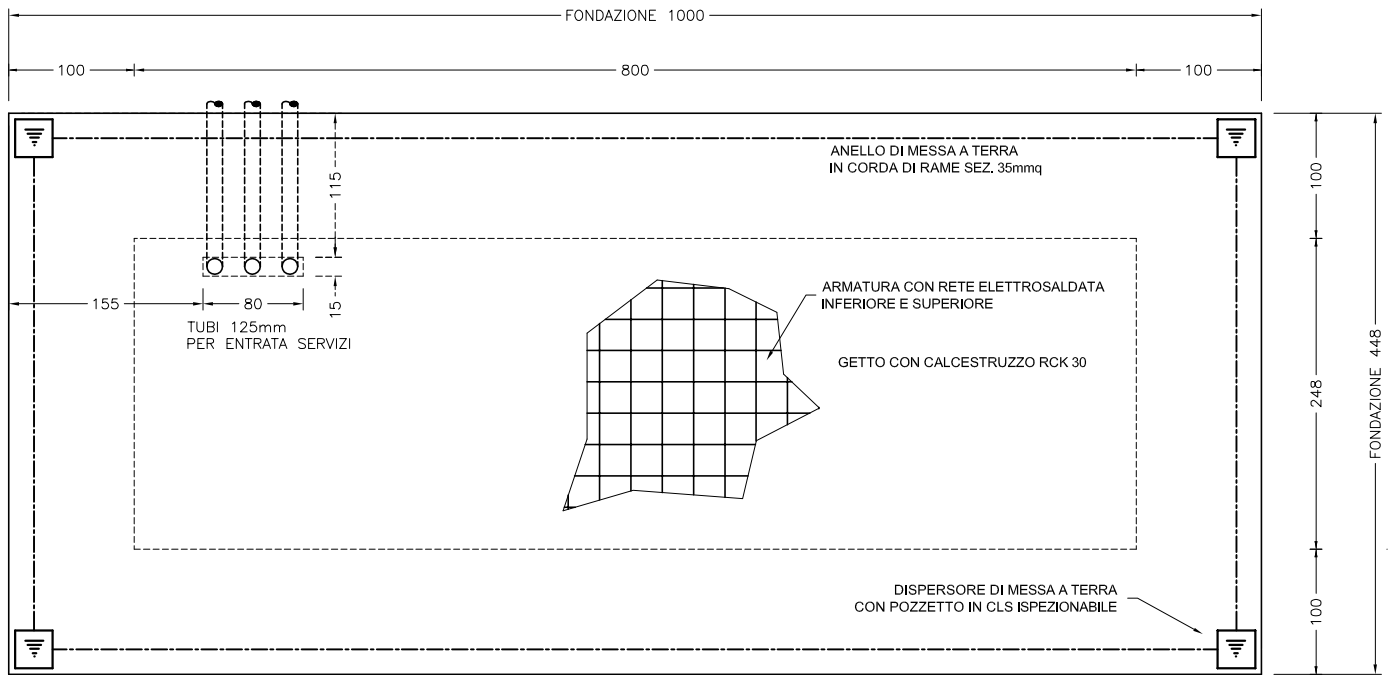 FONDAZIONE 1000
100
800
100
ANELLO DI MESSA A TERRA
IN CORDA DI RAME SEZ. 35mmq
115
100
155
80
15
TUBI 125mm
PER ENTRATA SERVIZI
ARMATURA CON RETE ELETTROSALDATA
INFERIORE E SUPERIORE
GETTO CON CALCESTRUZZO RCK 30
248
FONDAZIONE 448
DISPERSORE DI MESSA A TERRA
CON POZZETTO IN CLS ISPEZIONABILE
100